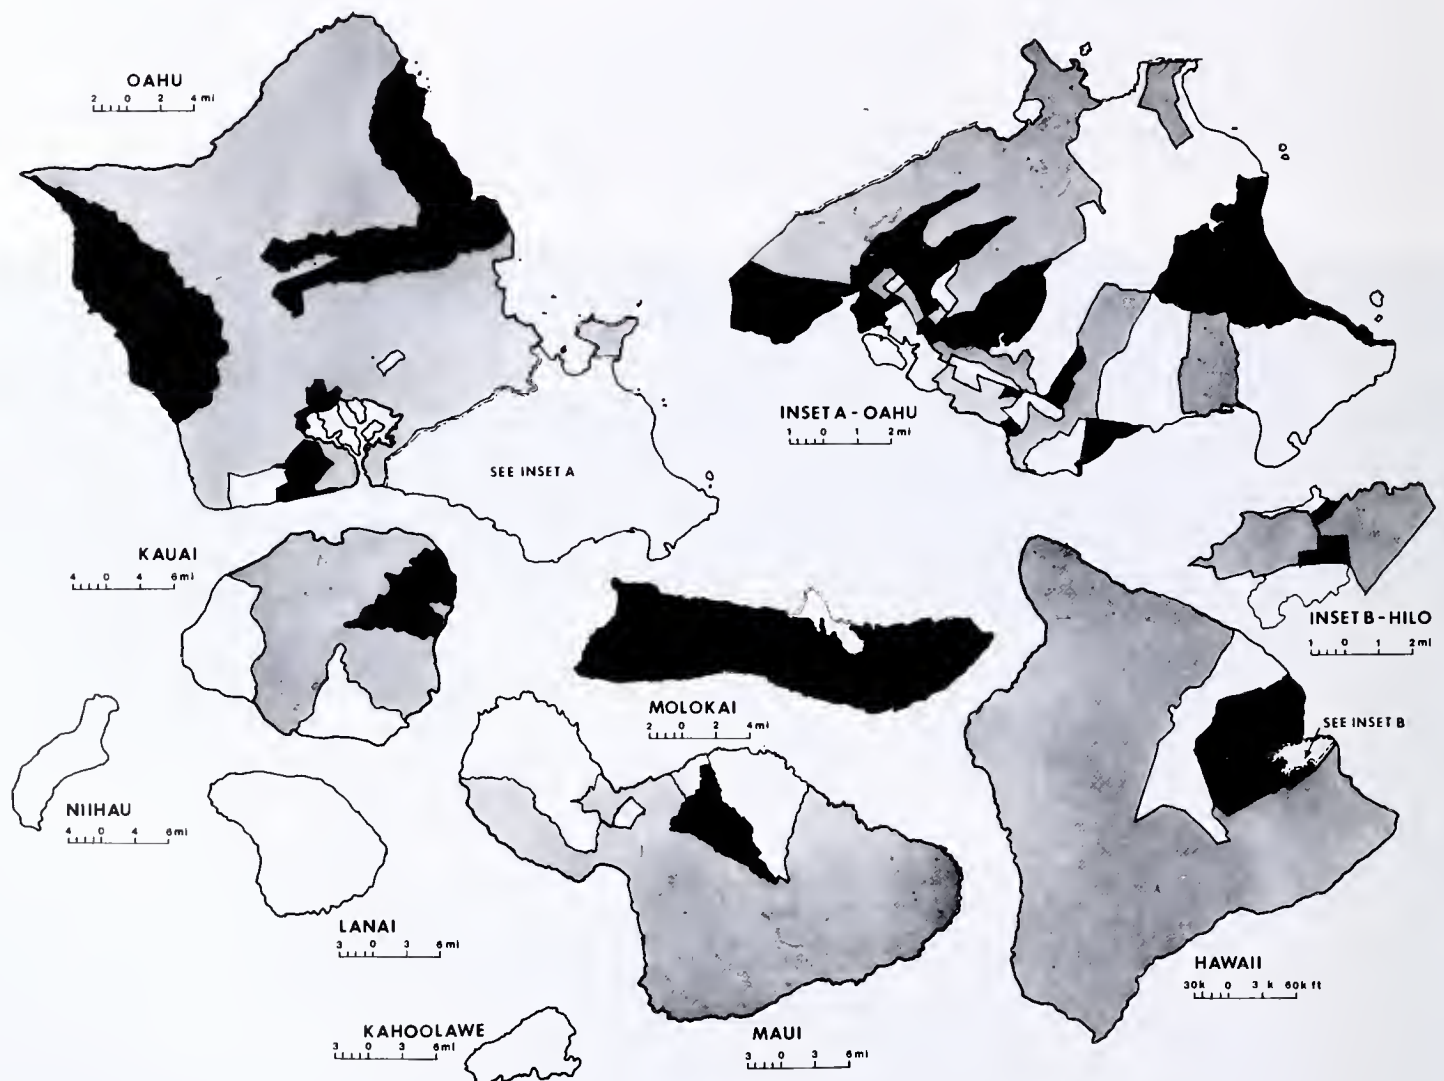 OAHU
2 0 2 4 mi
SEE INSET A
INSET A - OAHU
1 0 1 2 mi
KAUAI
4 0 4 6 mi
INSET B - HILO
1 0 1 2 mi
MOLOKAI
2 0 2 4 mi
SEE INSET B
NIIHAU
4 0 4 6 mi
LANAI
3 0 3 6 mi
HAWAII
30k 0 3 k 60k ft
KAHOOLAWE
3 0 3 6 mi
MAUI
3 0 3 6 mi